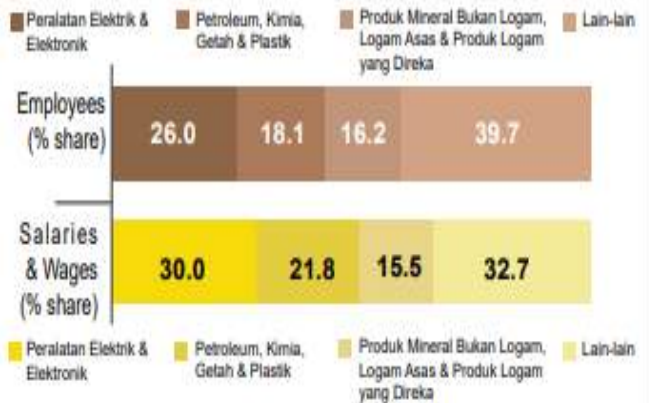 Peralatan Elektrik &
Elektronik
Petroleum, Kimia,
Getah & Plastik
Produk Mineral Bukan Logam,
Logam Asas & Produk Logam
yang Direka
Lain-lain
Employees
(% share)
26.0 18.1 16.2 39.7
Salaries
& Wages
(% share)
30.0 21.8 15.5 32.7
Peralatan Elektrik &
Elektronik
Petroleum, Kimia,
Getah & Plastik
Produk Mineral Bukan Logam,
Logam Asas & Produk Logam
yang Direka
Lain-lain